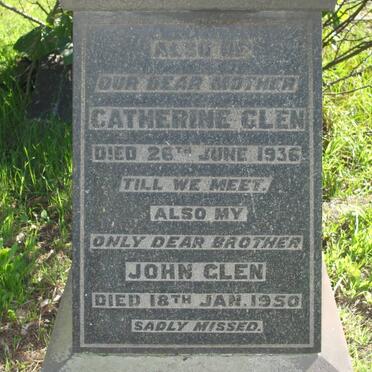 ALSO OF
OUR DEAR MOTHER
CATHERINE GLEN
DIED 26TH JUNE 1936
TILL WE MEET.
ALSO MY
ONLY DEAR BROTHER
JOHN GLEN
DIED 18TH JAN. 1950
SADLY MISSED.